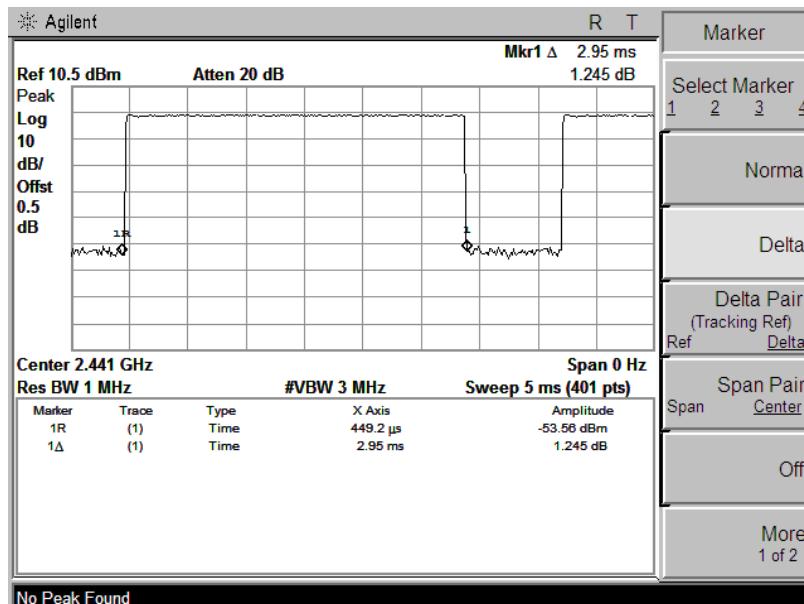 Agilent R T
Mkr1 Δ 2.95 ms
Ref 10.5 dBm Atten 20 dB 1.245 dB
Peak
Log
10
dB/
Offst
0.5
dB
1R
1
Center 2.441 GHz Span 0 Hz
Res BW 1 MHz #VBW 3 MHz Sweep 5 ms (401 pts)
Marker Trace Type X Axis Amplitude
1R (1) Time 449.2 µs -53.56 dBm
1Δ (1) Time 2.95 ms 1.245 dB
No Peak Found
Marker
Select Marker
1 2 3 4
Norma
Delta
Delta Pair
(Tracking Ref)
Ref Delta
Span Pair
Span Center
Off
More
1 of 2